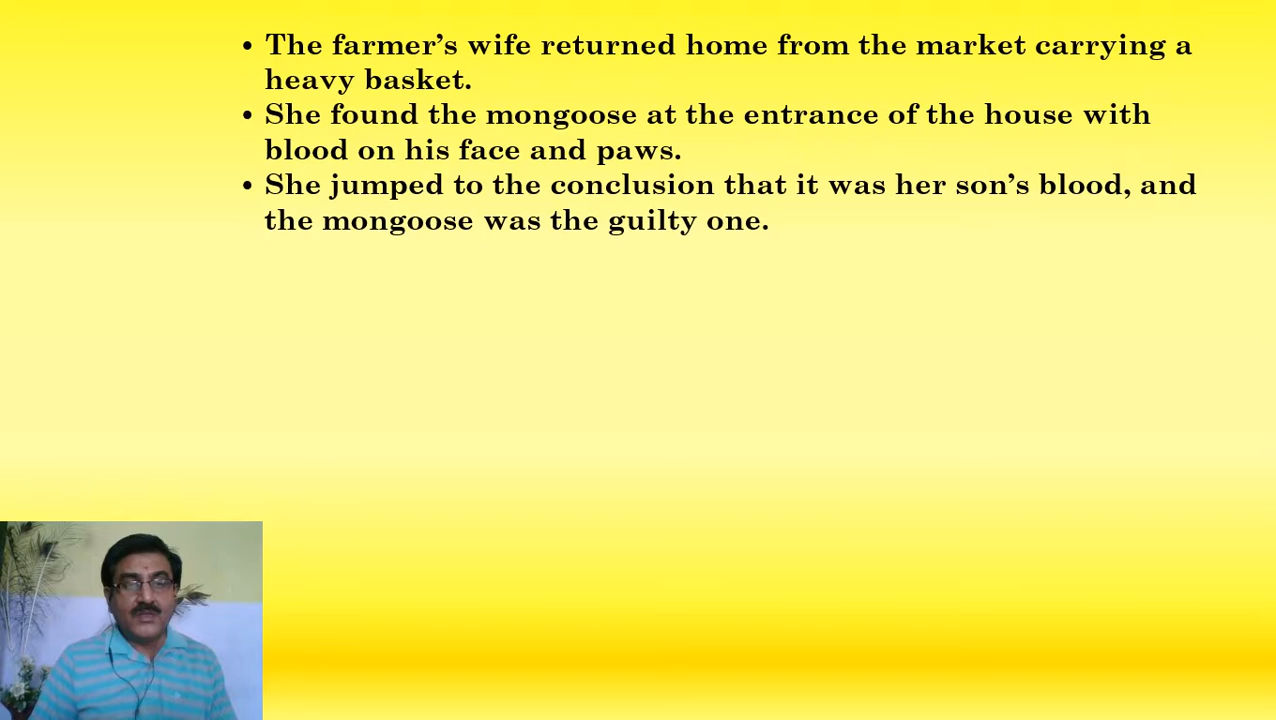 • The farmer’s wife returned home from the market carrying a
heavy basket.
• She found the mongoose at the entrance of the house with
blood on his face and paws.
• She jumped to the conclusion that it was her son’s blood, and
the mongoose was the guilty one.